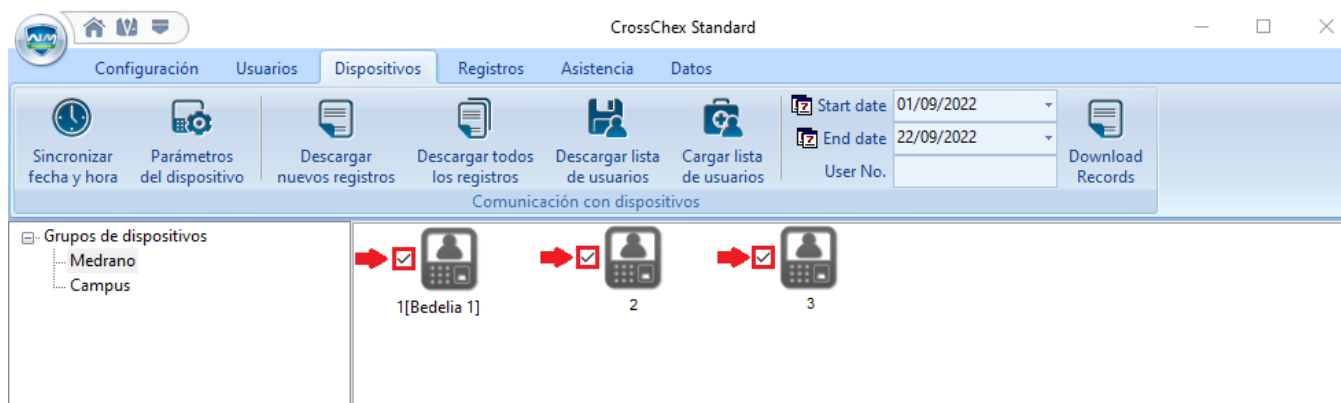 CrossChex Standard
Configuración Usuarios Dispositivos Registros Asistencia Datos
Sincronizar
fecha y hora
Parámetros
del dispositivo
Descargar
nuevos registros
Descargar todos
los registros
Descargar lista
de usuarios
Cargar lista
de usuarios
Start date 01/09/2022
End date 22/09/2022
User No.
Download
Records
Comunicación con dispositivos
Grupos de dispositivos
Medrano
Campus
1[Bedelia 1] 2 3